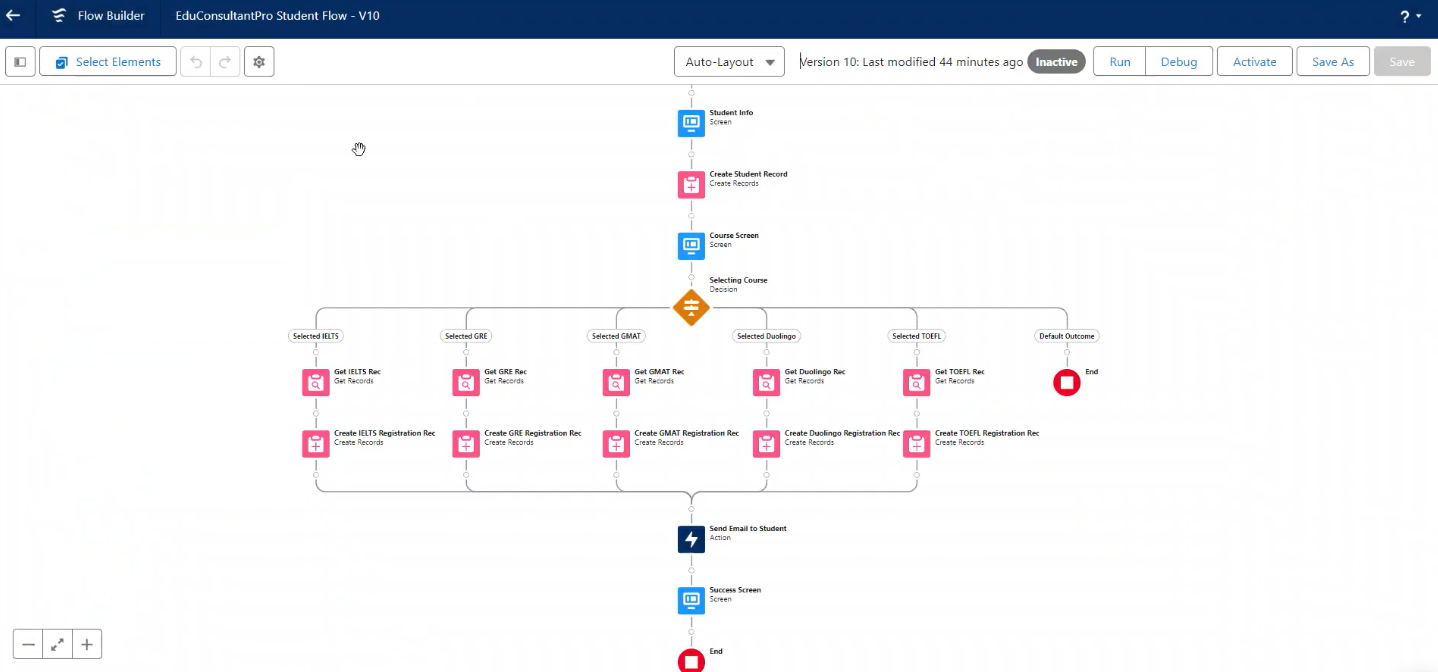 Flow Builder
EduConsultantPro Student Flow - V10
?
Select Elements
Auto-Layout
Version 10: Last modified 44 minutes ago
Inactive
Run
Debug
Activate
Save As
Save
Student Info
Screen
Create Student Record
Create Records
Course Screen
Screen
Selecting Course
Decision
Selected IELTS
Selected GRE
Selected GMAT
Selected Duolingo
Selected TOEFL
Default Outcome
Get IELTS Rec
Get Records
Get GRE Rec
Get Records
Get GMAT Rec
Get Records
Get Duolingo Rec
Get Records
Get TOEFL Rec
Get Records
End
Create IELTS Registration Rec
Create Records
Create GRE Registration Rec
Create Records
Create GMAT Registration Rec
Create Records
Create Duolingo Registration Rec
Create Records
Create TOEFL Registration Rec
Create Records
Send Email to Student
Action
Success Screen
Screen
End